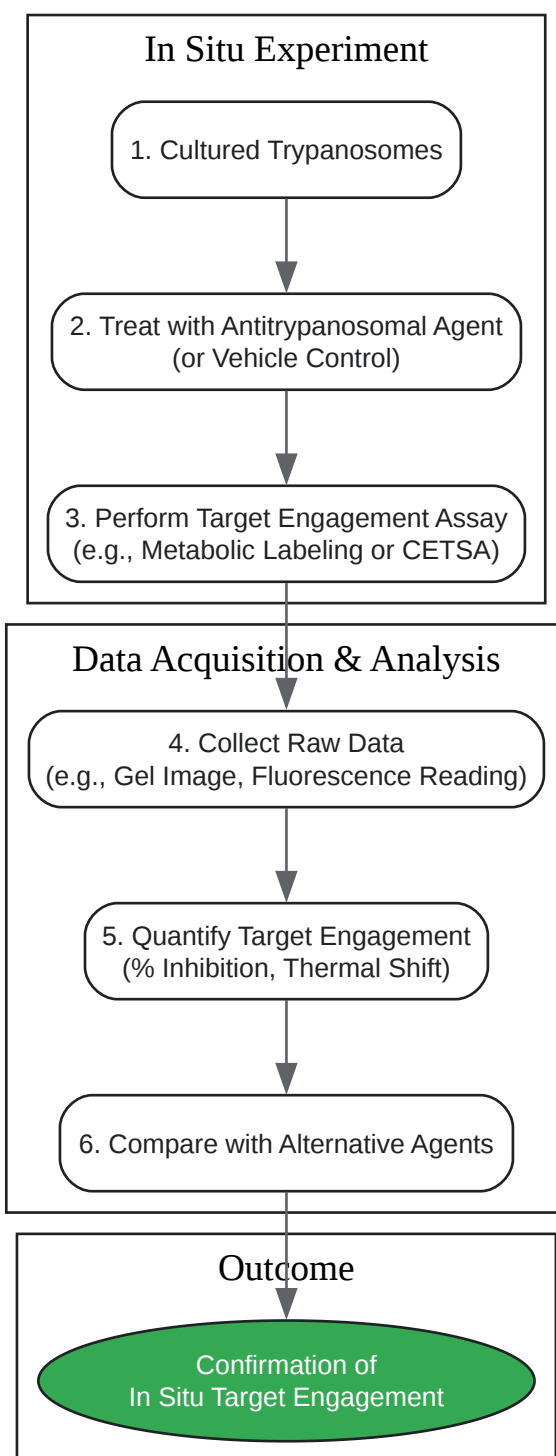 In Situ Experiment
1. Cultured Trypanosomes
2. Treat with Antitrypanosomal Agent
(or Vehicle Control)
3. Perform Target Engagement Assay
(e.g., Metabolic Labeling or CETSA)
Data Acquisition & Analysis
4. Collect Raw Data
(e.g., Gel Image, Fluorescence Reading)
5. Quantify Target Engagement
(% Inhibition, Thermal Shift)
6. Compare with Alternative Agents
Outcome
Confirmation of
In Situ Target Engagement